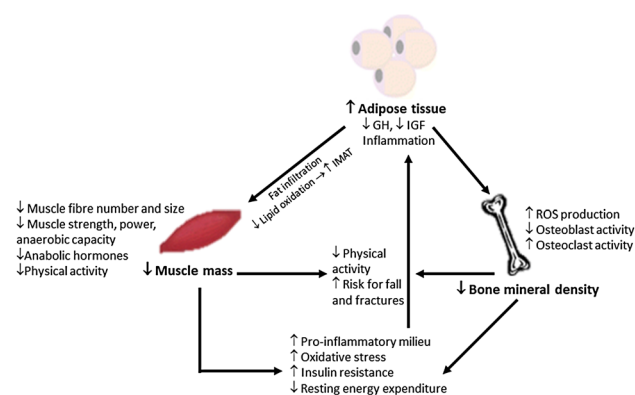 ↑ Adipose tissue
↓ GH, ↓ IGF
Inflammation
Fat infiltration
↓ Lipid oxidation → ↑ IMAT
↓ Muscle fibre number and size
↓ Muscle strength, power,
anaerobic capacity
↓Anabolic hormones
↓Physical activity
↓ Muscle mass
↓ Physical
activity
↑ Risk for fall
and fractures
↑ ROS production
↓ Osteoblast activity
↑ Osteoclast activity
↓ Bone mineral density
↑ Pro-inflammatory milieu
↑ Oxidative stress
↑ Insulin resistance
↓ Resting energy expenditure